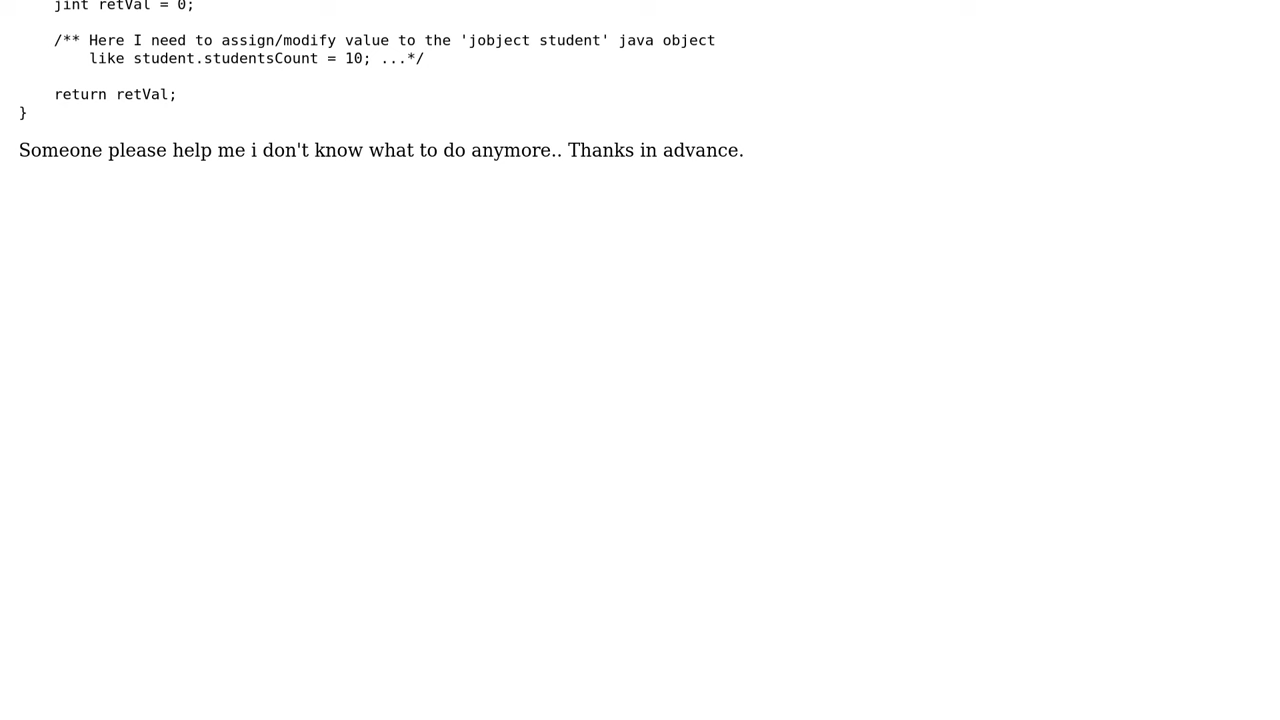 jint retVal = 0;
/** Here I need to assign/modify value to the 'jobject student' java object
like student.studentsCount = 10; ...*/
return retVal;
}
Someone please help me i don't know what to do anymore.. Thanks in advance.